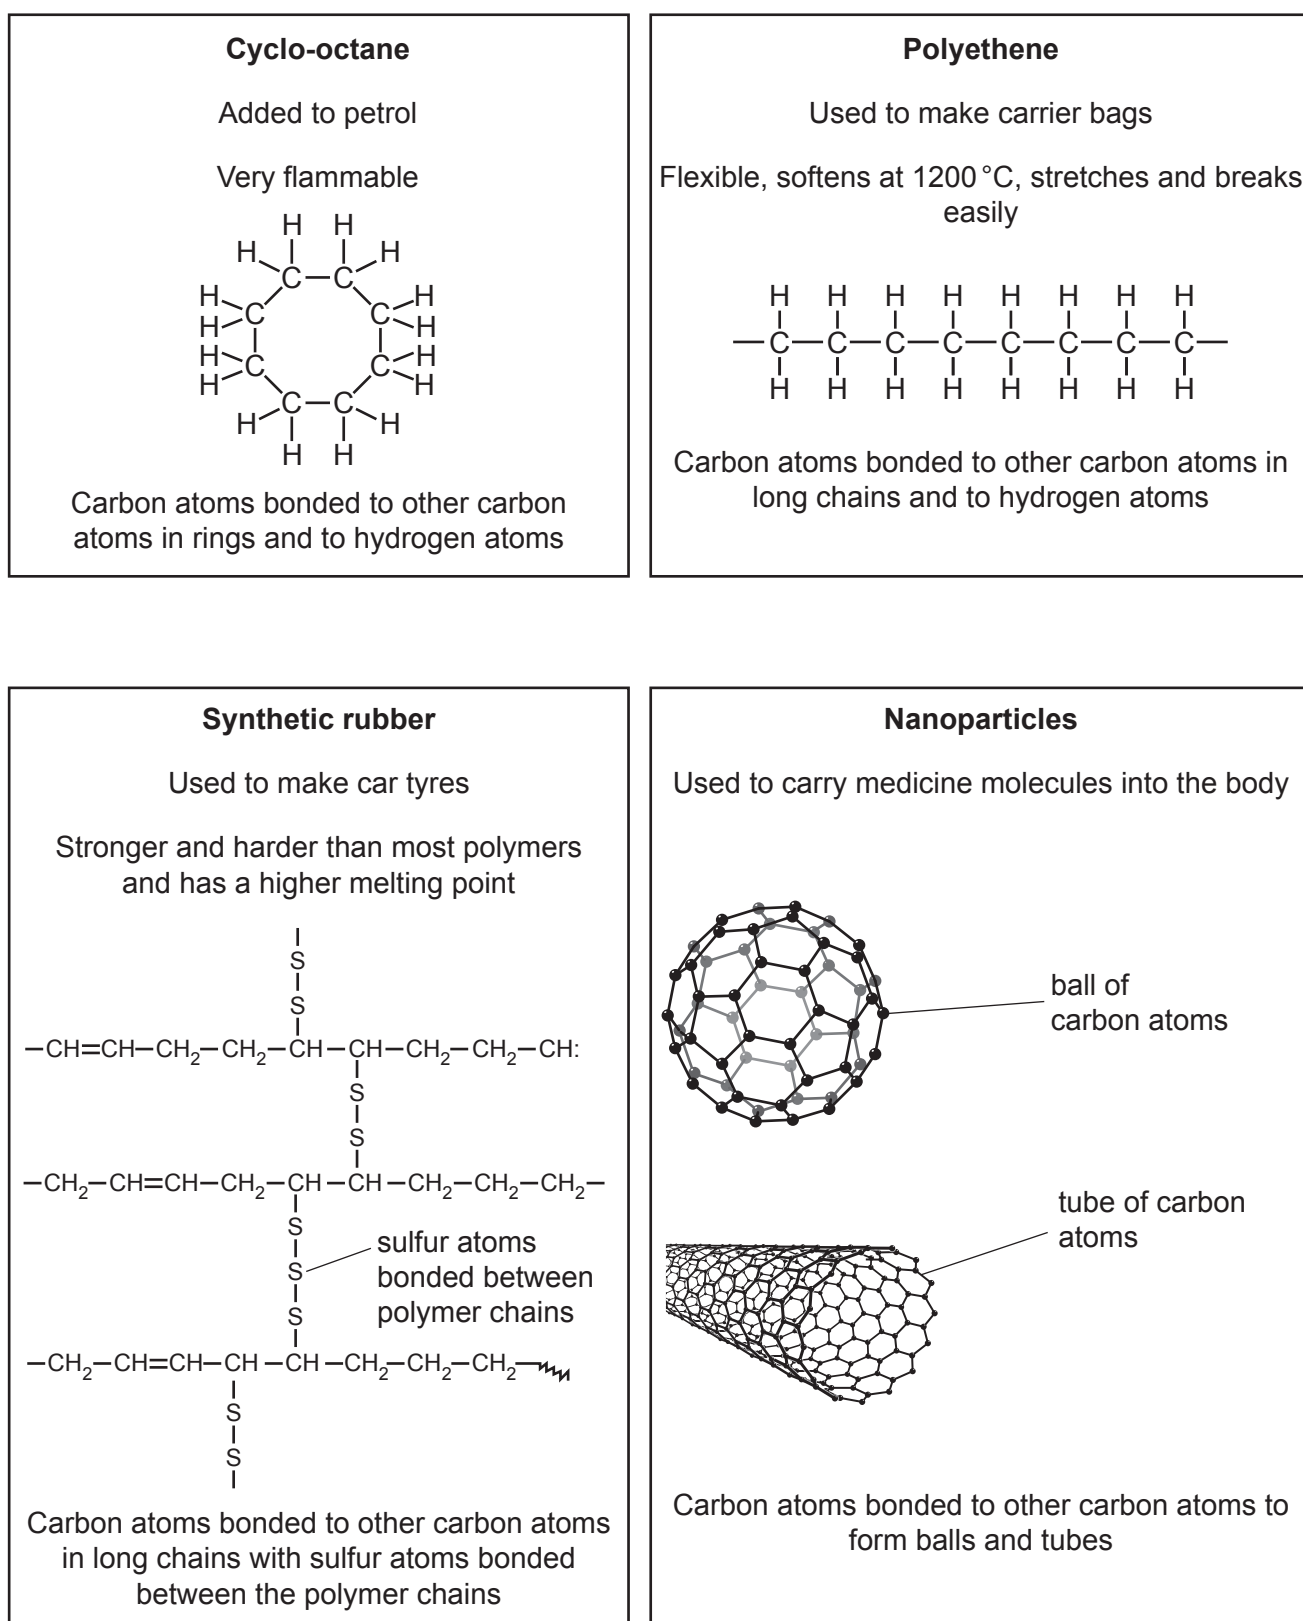 Cyclo-octane
Added to petrol
Very flammable
H H
H H
C—C
H H
C C
H H
H H
C C
H H
C—C
H H
H H
Carbon atoms bonded to other carbon
atoms in rings and to hydrogen atoms
Polyethene
Used to make carrier bags
Flexible, softens at 1200 °C, stretches and breaks
easily
H H H H H H H H
—C—C—C—C—C—C—C—C—
H H H H H H H H
Carbon atoms bonded to other carbon atoms in
long chains and to hydrogen atoms
Synthetic rubber
Used to make car tyres
Stronger and harder than most polymers
and has a higher melting point
S
S
—CH=CH—CH₂—CH₂—CH—CH—CH₂—CH₂—CH:
S
S
—CH₂—CH=CH—CH₂—CH—CH—CH₂—CH₂—CH₂—
S
S
S
sulfur atoms
bonded between
polymer chains
—CH₂—CH=CH—CH—CH—CH₂—CH₂—CH₂—
S
S
Carbon atoms bonded to other carbon atoms
in long chains with sulfur atoms bonded
between the polymer chains
Nanoparticles
Used to carry medicine molecules into the body
ball of
carbon atoms
tube of carbon
atoms
Carbon atoms bonded to other carbon atoms to
form balls and tubes